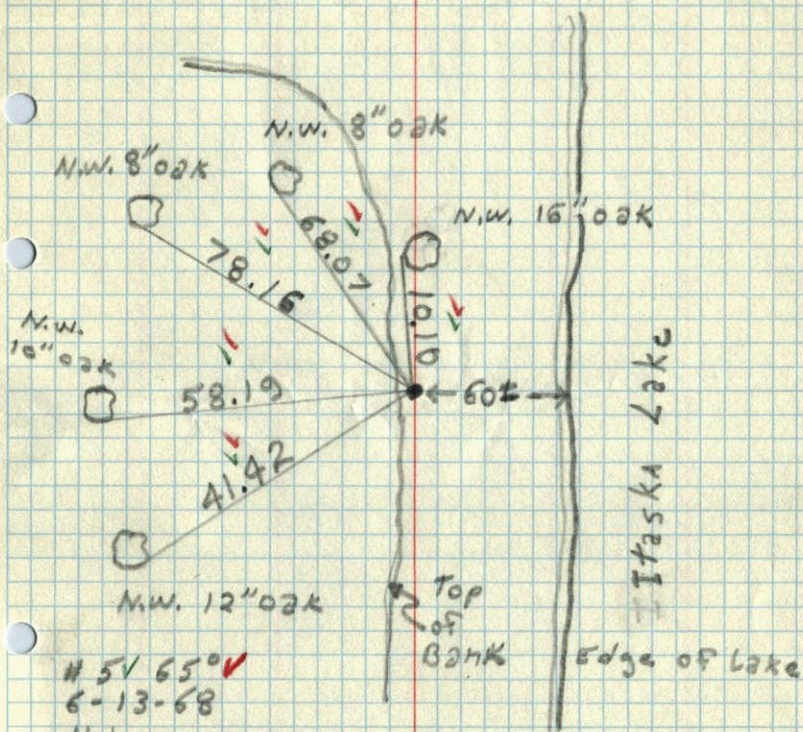 N.W. 8" oak
N.W. 8" oak
N.W. 16" oak
68.07
78.16
10.10
N.W.
10" oak
58.19
60±
41.42
Itaska Lake
N.W. 12" oak
Top
of
Bank
Edge of Lake
# 5✓ 65°✓
6-13-68